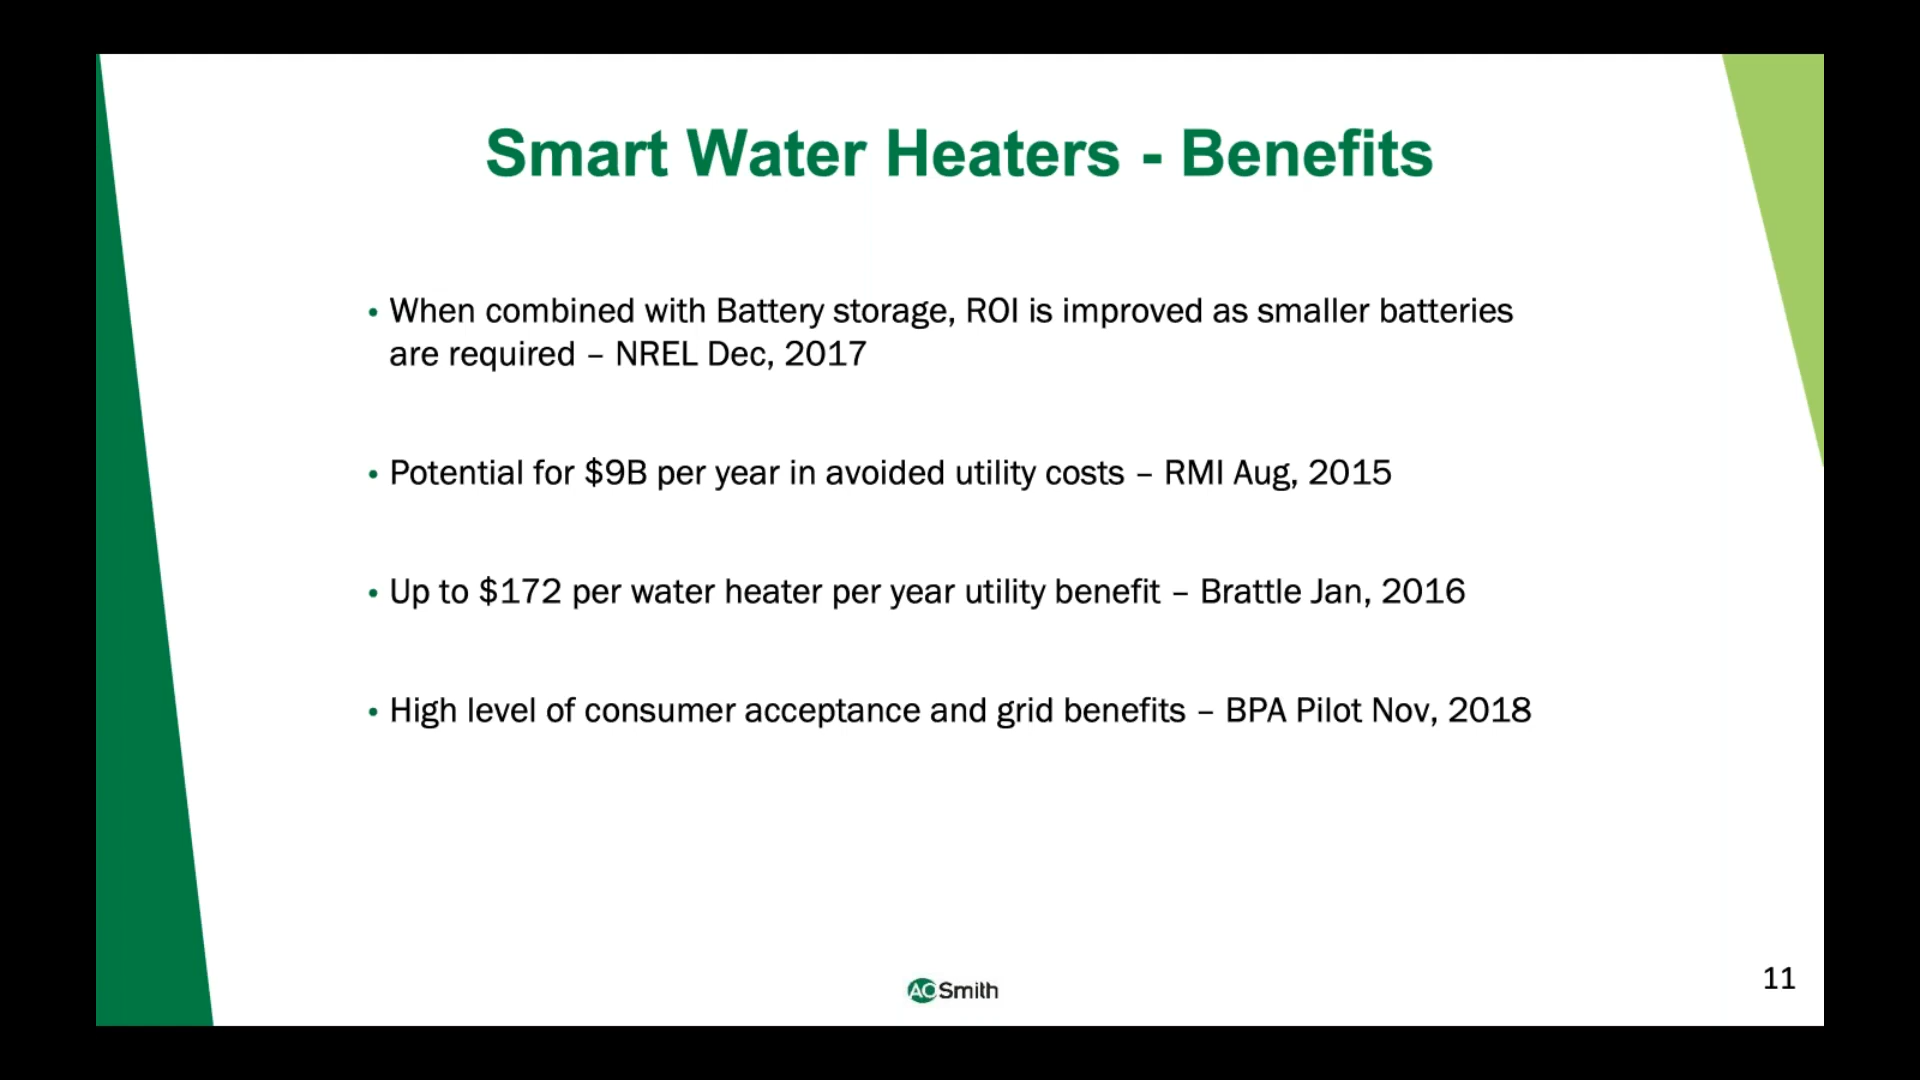 Smart Water Heaters - Benefits
• When combined with Battery storage, ROI is improved as smaller batteries
are required – NREL Dec, 2017
• Potential for $9B per year in avoided utility costs – RMI Aug, 2015
• Up to $172 per water heater per year utility benefit – Brattle Jan, 2016
• High level of consumer acceptance and grid benefits – BPA Pilot Nov, 2018
AOSmith
11